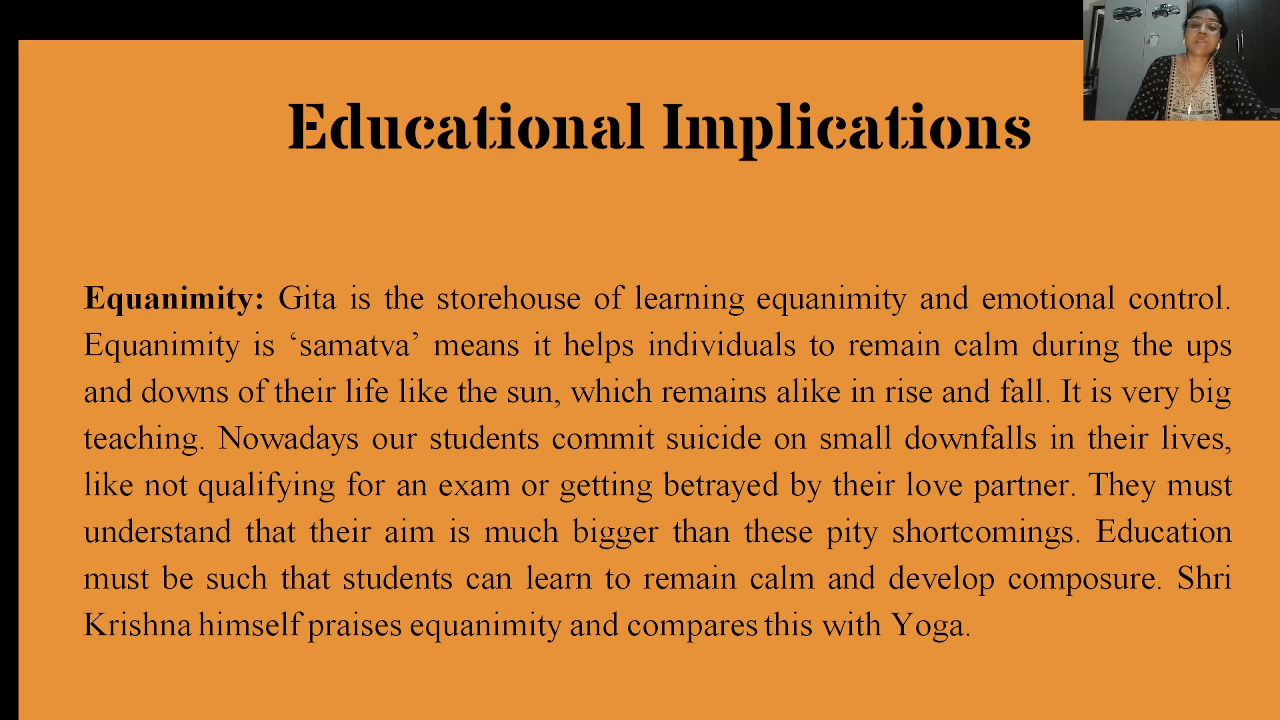 Educational Implications
Equanimity: Gita is the storehouse of learning equanimity and emotional control.
Equanimity is ‘samatva’ means it helps individuals to remain calm during the ups
and downs of their life like the sun, which remains alike in rise and fall. It is very big
teaching. Nowadays our students commit suicide on small downfalls in their lives,
like not qualifying for an exam or getting betrayed by their love partner. They must
understand that their aim is much bigger than these pity shortcomings. Education
must be such that students can learn to remain calm and develop composure. Shri
Krishna himself praises equanimity and compares this with Yoga.